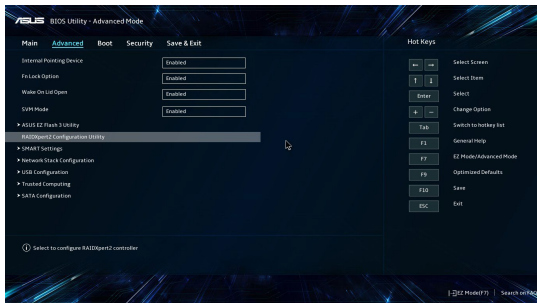 ASUS BIOS Utility - Advanced Mode
Main Advanced Boot Security Save & Exit Hot Keys
Internal Pointing Device Enabled
Fn Lock Option Enabled
Wake On Lid Open Enabled
SVM Mode Enabled
ASUS EZ Flash 3 Utility
RAIDXpert2 Configuration Utility
SMART Settings
Network Stack Configuration
USB Configuration
Trusted Computing
SATA Configuration
← → Select Screen
↑ ↓ Select Item
Enter Select
+ - Change Option
Tab Switch to hotkey list
F1 General Help
F7 EZ Mode/Advanced Mode
F9 Optimized Defaults
F10 Save
ESC Exit
Select to configure RAIDXpert2 controller
EZ Mode(F7) | Search on FAQ